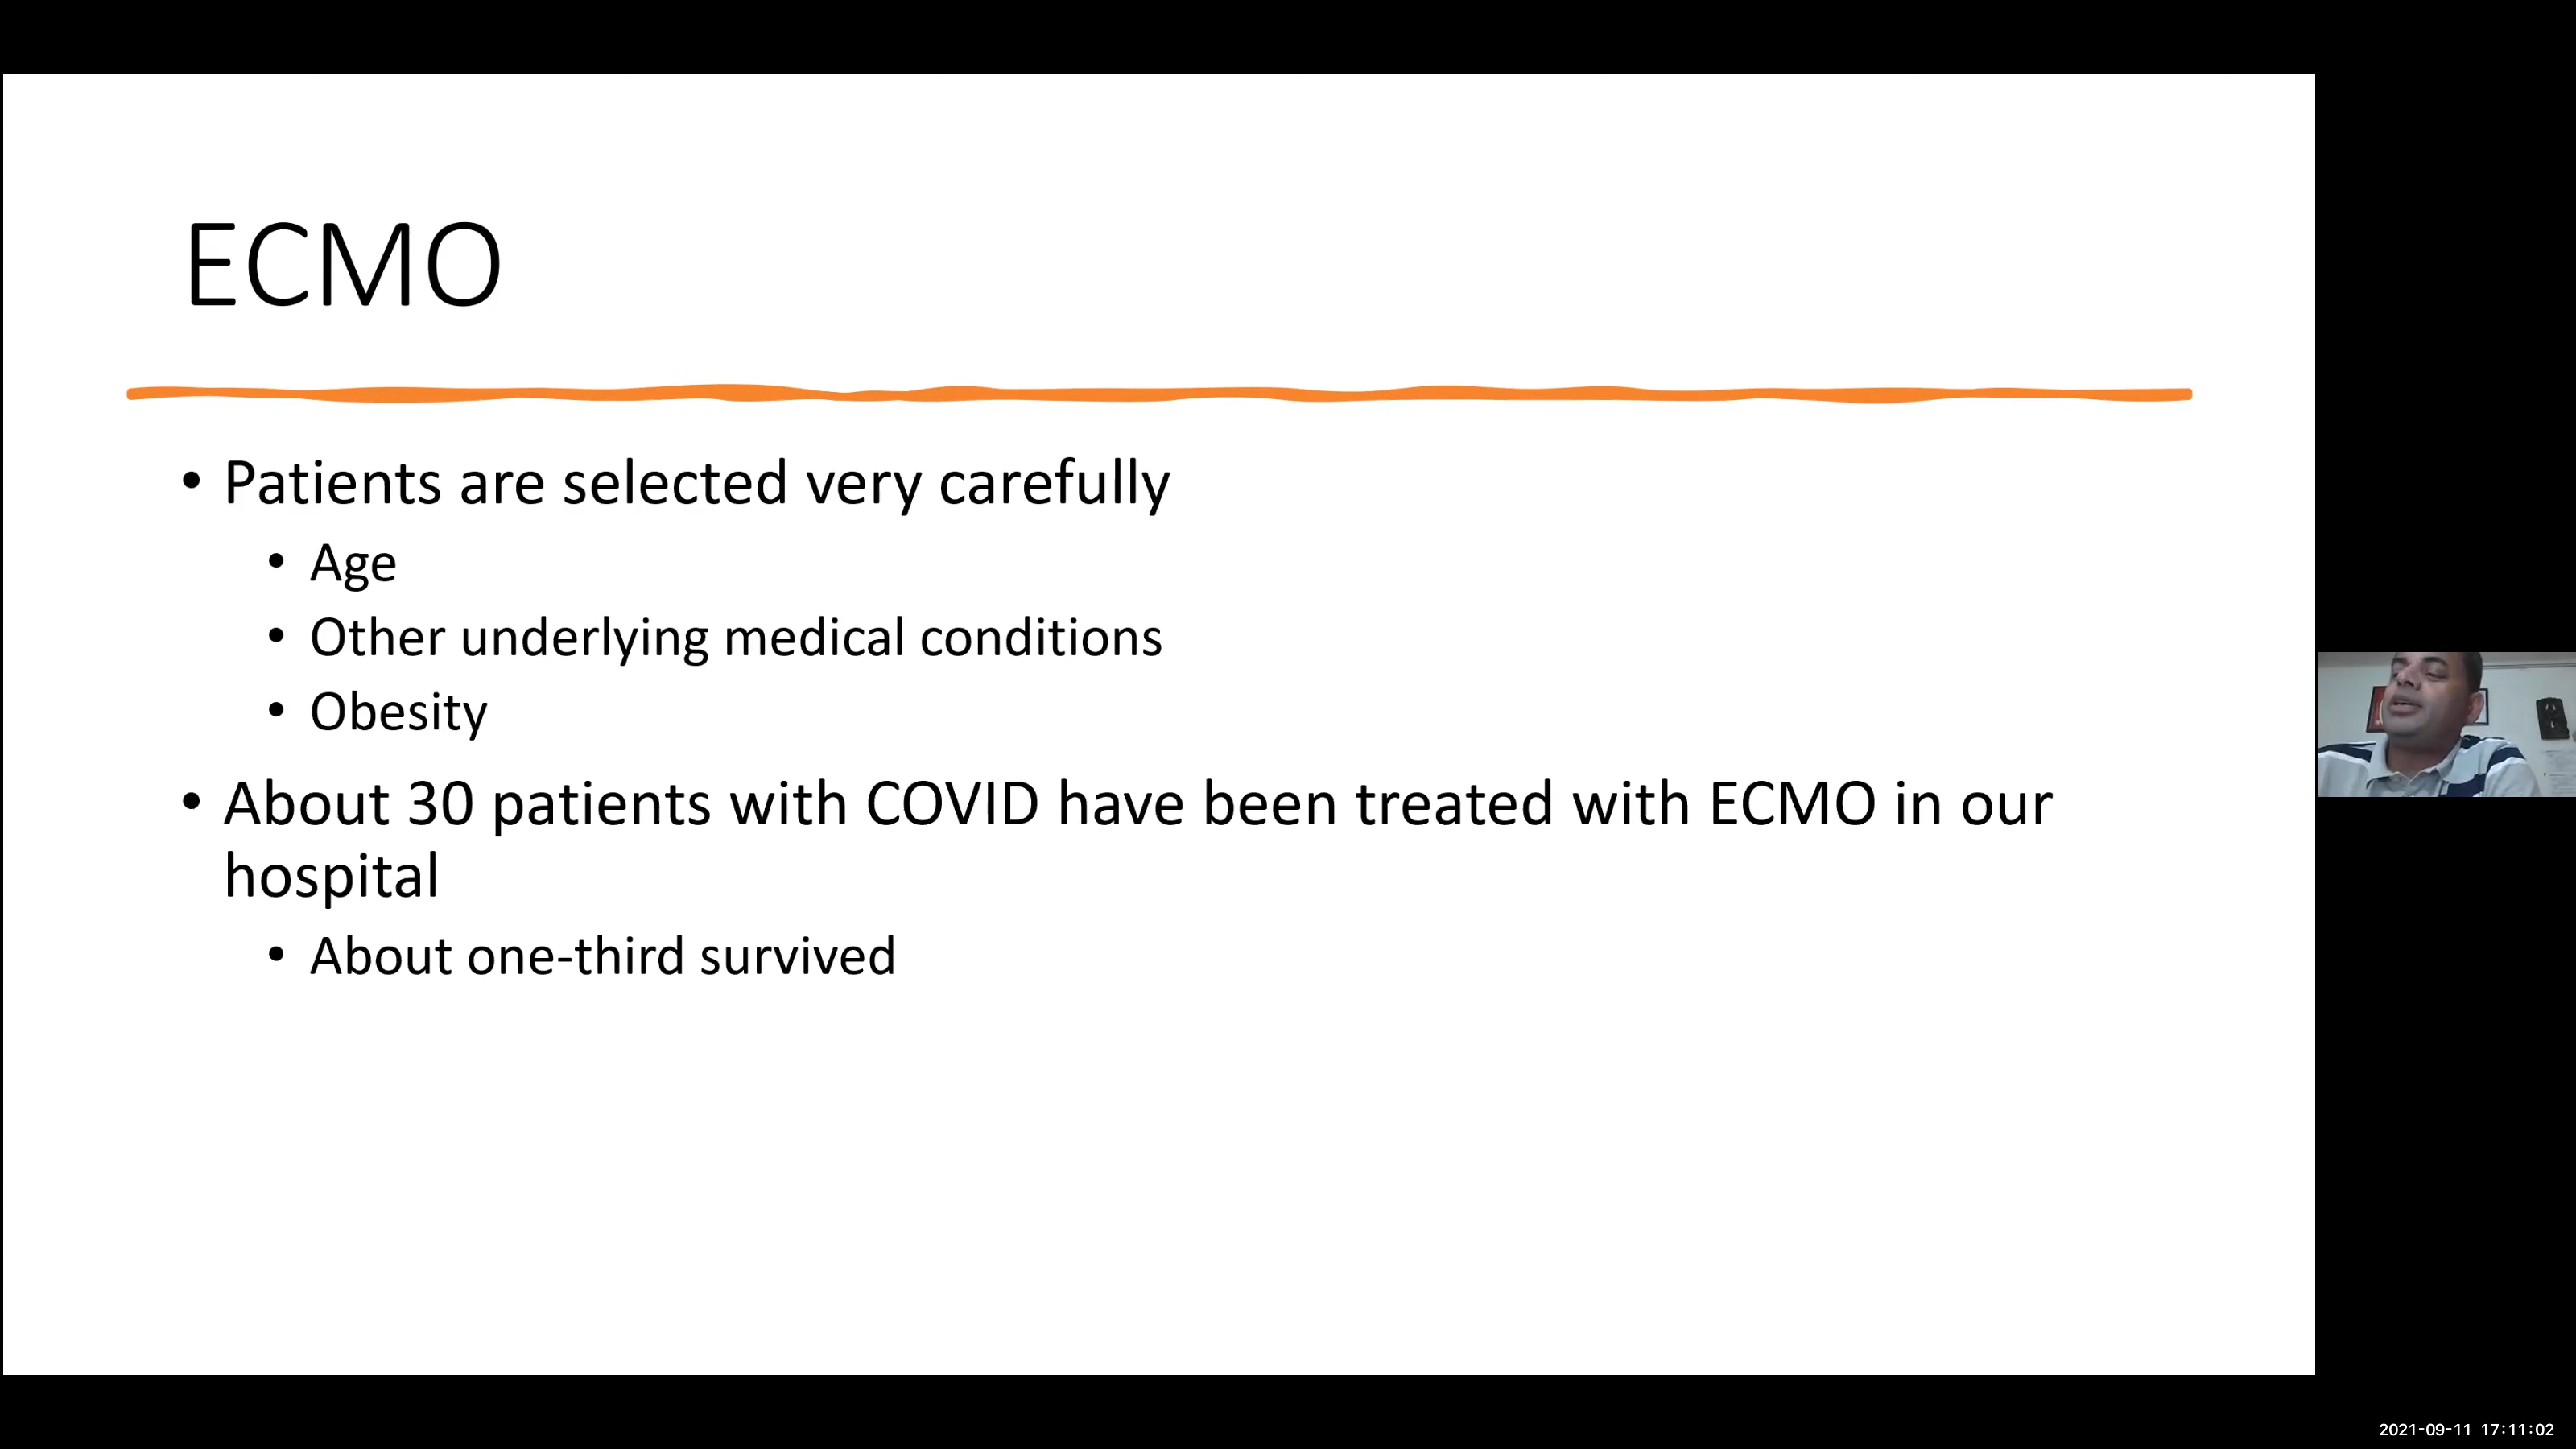 ECMO
• Patients are selected very carefully
• Age
• Other underlying medical conditions
• Obesity
• About 30 patients with COVID have been treated with ECMO in our
hospital
• About one-third survived
2021-09-11 17:11:02